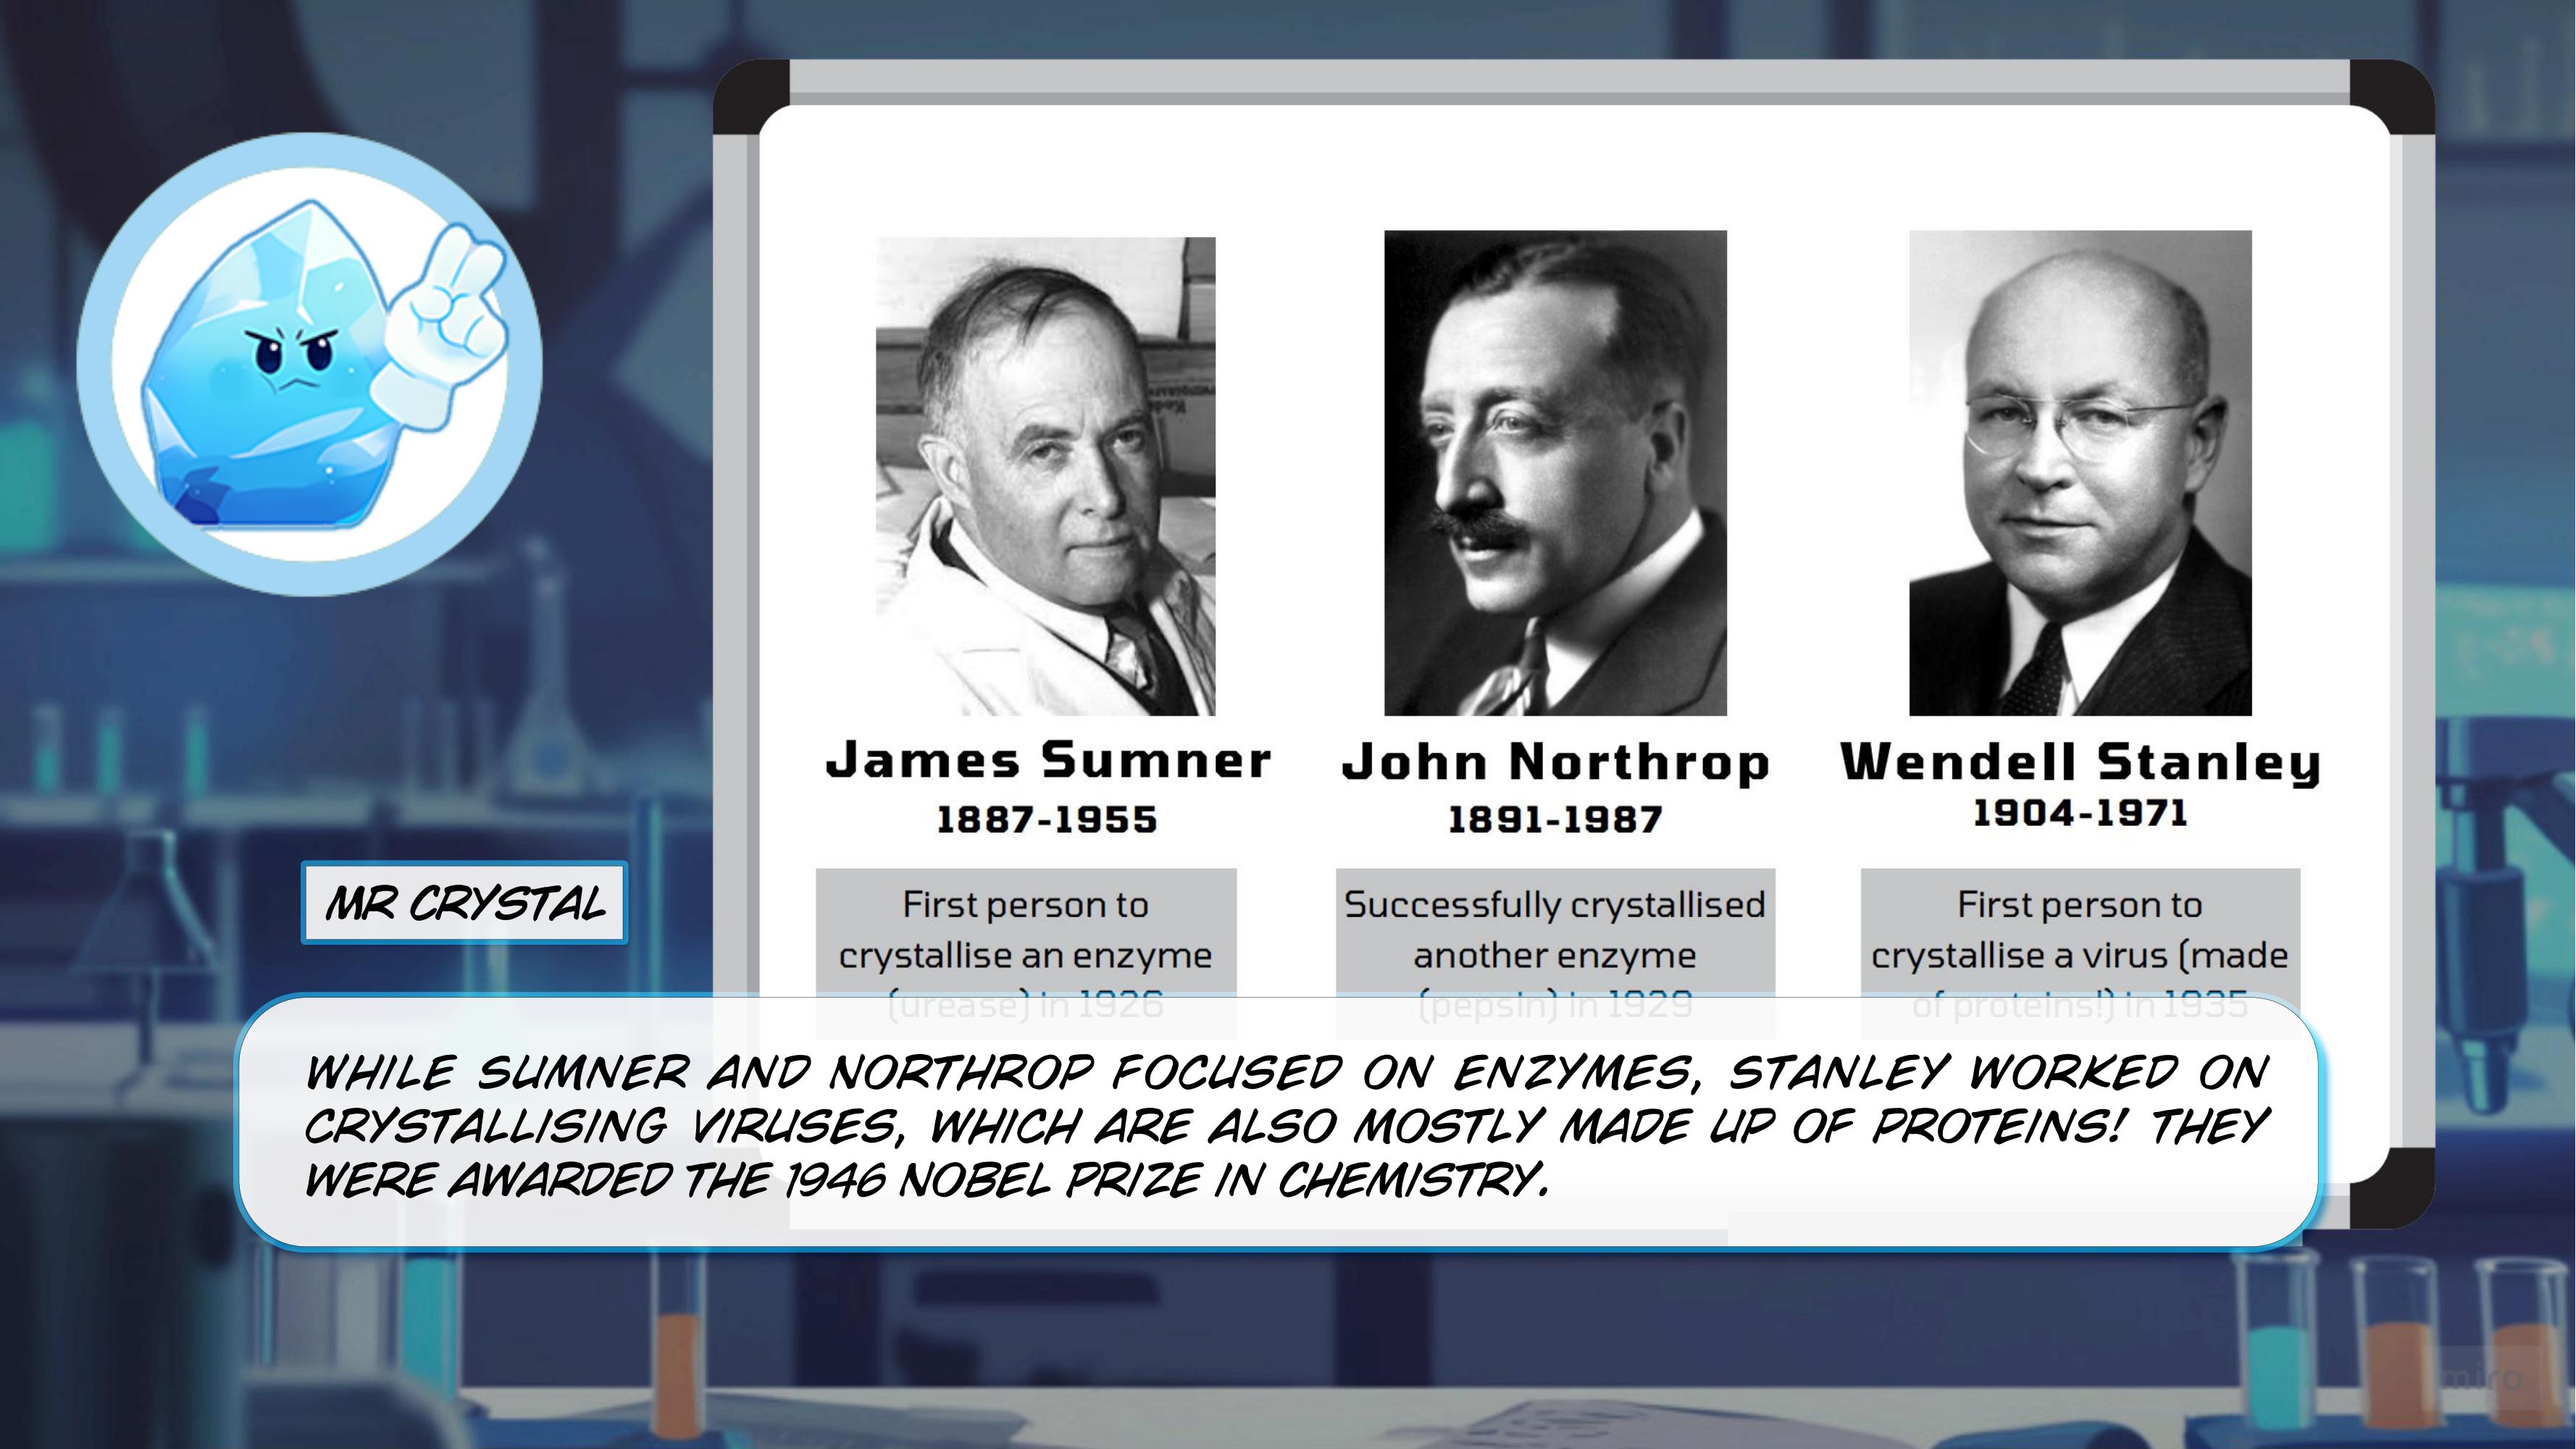 James Sumner
1887-1955
First person to
crystallise an enzyme
(urease) in 1926
John Northrop
1891-1987
Successfully crystallised
another enzyme
(pepsin) in 1929
Wendell Stanley
1904-1971
First person to
crystallise a virus (made
of proteins!) in 1935
MR CRYSTAL
WHILE SUMNER AND NORTHROP FOCUSED ON ENZYMES, STANLEY WORKED ON
CRYSTALLISING VIRUSES, WHICH ARE ALSO MOSTLY MADE UP OF PROTEINS! THEY
WERE AWARDED THE 1946 NOBEL PRIZE IN CHEMISTRY.
miro